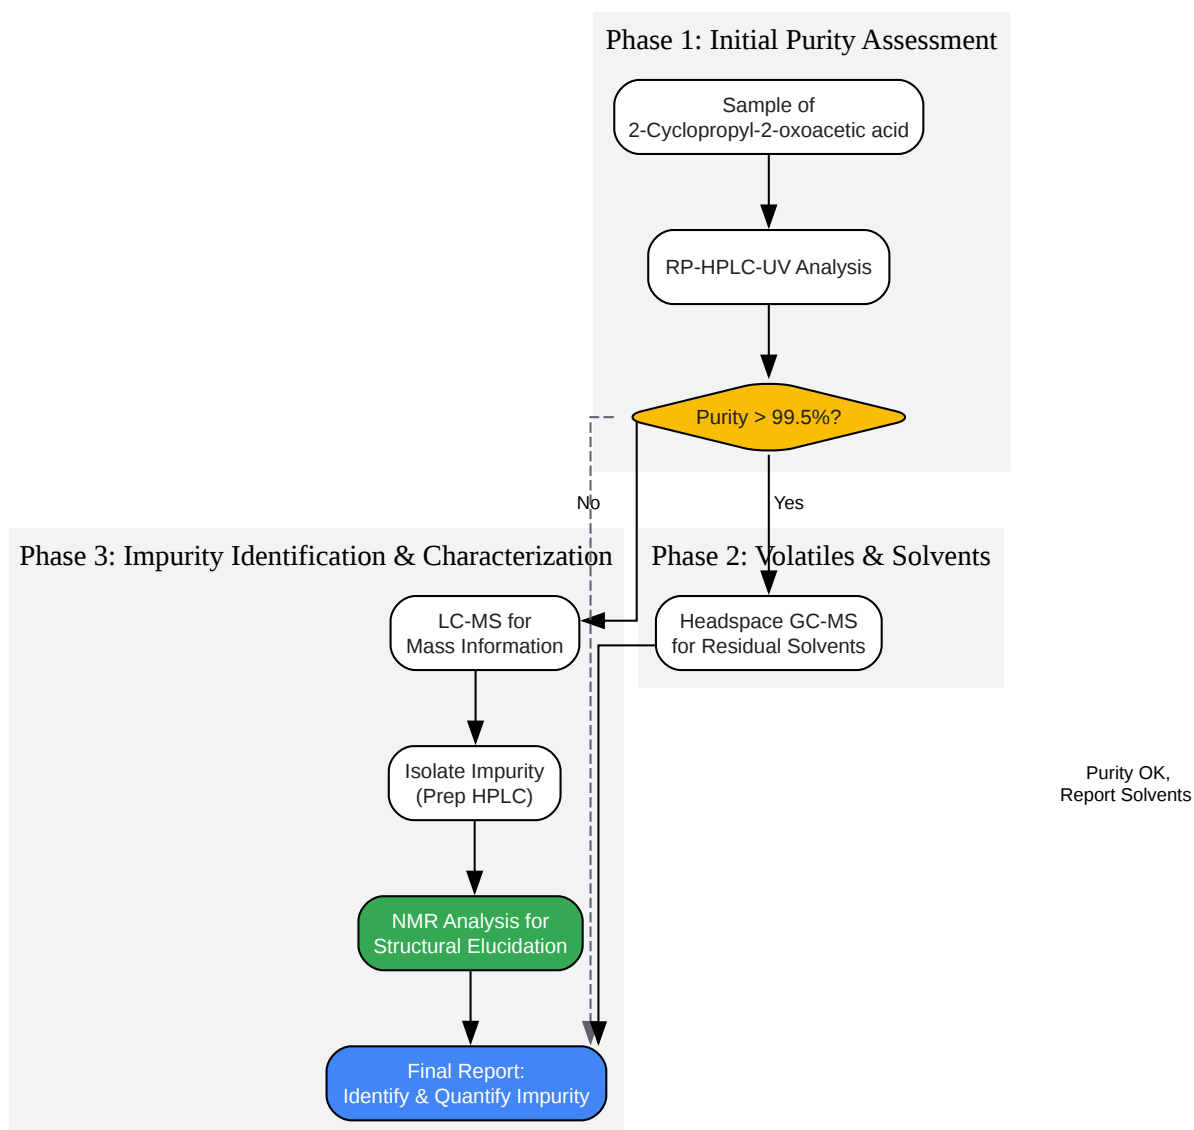 Phase 1: Initial Purity Assessment
Sample of
2-Cyclopropyl-2-oxoacetic acid
RP-HPLC-UV Analysis
Purity > 99.5%?
No
Yes
Phase 3: Impurity Identification & Characterization
Phase 2: Volatiles & Solvents
LC-MS for
Mass Information
Headspace GC-MS
for Residual Solvents
Isolate Impurity
(Prep HPLC)
Purity OK,
Report Solvents
NMR Analysis for
Structural Elucidation
Final Report:
Identify & Quantify Impurity